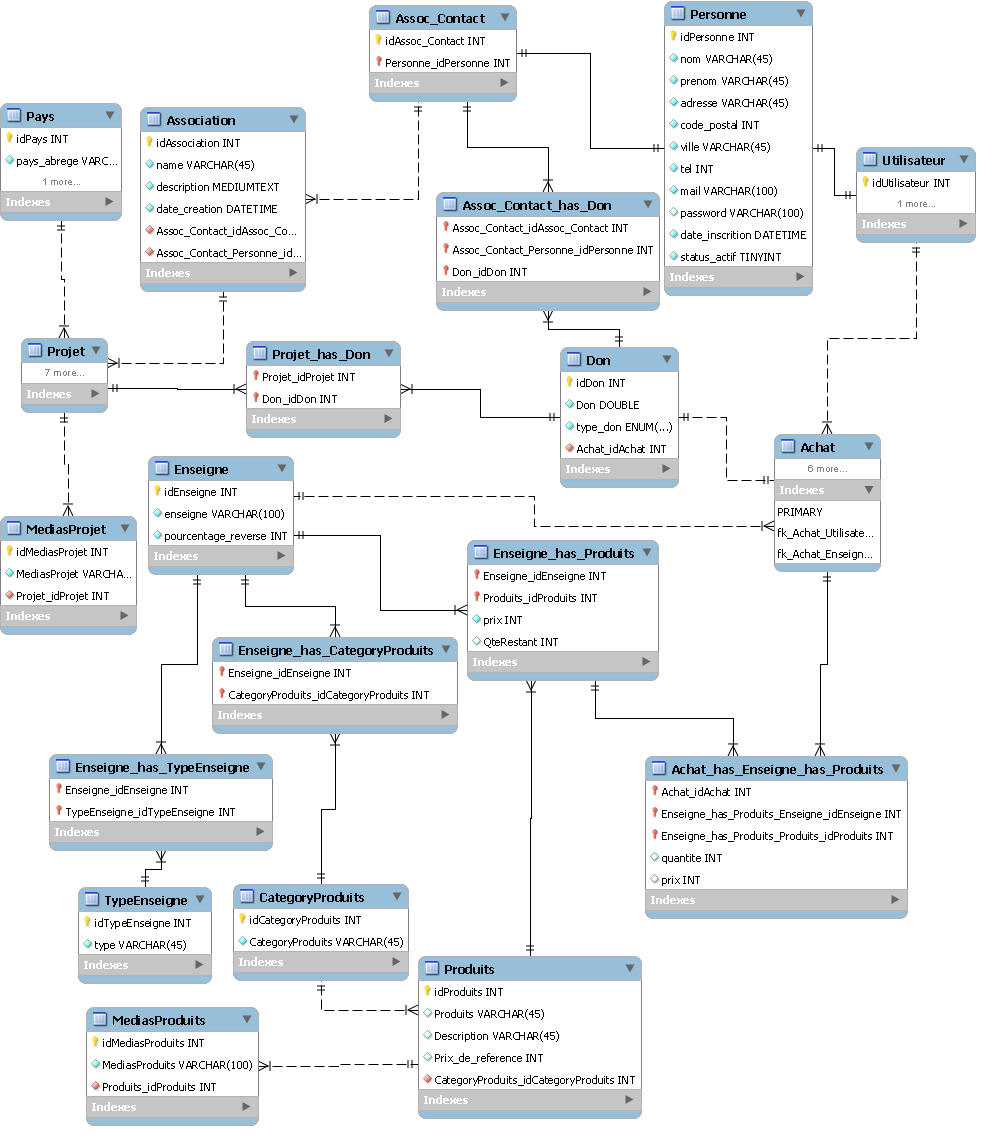 Assoc_Contact
idAssoc_Contact INT
Personne_idPersonne INT
Indexes
Personne
idPersonne INT
nom VARCHAR(45)
prenom VARCHAR(45)
adresse VARCHAR(45)
code_postal INT
ville VARCHAR(45)
tel INT
mail VARCHAR(100)
password VARCHAR(100)
date_inscrition DATETIME
status_actif TINYINT
Indexes
Pays
idPays INT
pays_abrege VARC...
1 more...
Indexes
Association
idAssociation INT
name VARCHAR(45)
description MEDIUMTEXT
date_creation DATETIME
Assoc_Contact_idAssoc_Co...
Assoc_Contact_Personne_id...
Indexes
Utilisateur
idUtilisateur INT
1 more...
Indexes
Assoc_Contact_has_Don
Assoc_Contact_idAssoc_Contact INT
Assoc_Contact_Personne_idPersonne INT
Don_idDon INT
Indexes
Projet
7 more...
Indexes
Projet_has_Don
Projet_idProjet INT
Don_idDon INT
Indexes
Don
idDon INT
Don DOUBLE
type_don ENUM(...)
Achat_idAchat INT
Indexes
Achat
6 more...
Indexes
PRIMARY
fk_Achat_Utilisate...
fk_Achat_Enseign...
Enseigne
idEnseigne INT
enseigne VARCHAR(100)
pourcentage_reverse INT
Indexes
MediasProjet
idMediasProjet INT
MediasProjet VARCHA...
Projet_idProjet INT
Indexes
Enseigne_has_Produits
Enseigne_idEnseigne INT
Produits_idProduits INT
prix INT
QteRestant INT
Indexes
Enseigne_has_CategoryProduits
Enseigne_idEnseigne INT
CategoryProduits_idCategoryProduits INT
Indexes
Enseigne_has_TypeEnseigne
Enseigne_idEnseigne INT
TypeEnseigne_idTypeEnseigne INT
Indexes
Achat_has_Enseigne_has_Produits
Achat_idAchat INT
Enseigne_has_Produits_Enseigne_idEnseigne INT
Enseigne_has_Produits_Produits_idProduits INT
quantite INT
prix INT
Indexes
TypeEnseigne
idTypeEnseigne INT
type VARCHAR(45)
Indexes
CategoryProduits
idCategoryProduits INT
CategoryProduits VARCHAR(45)
Indexes
Produits
idProduits INT
Produits VARCHAR(45)
Description VARCHAR(45)
Prix_de_reference INT
CategoryProduits_idCategoryProduits INT
Indexes
MediasProduits
idMediasProduits INT
MediasProduits VARCHAR(100)
Produits_idProduits INT
Indexes